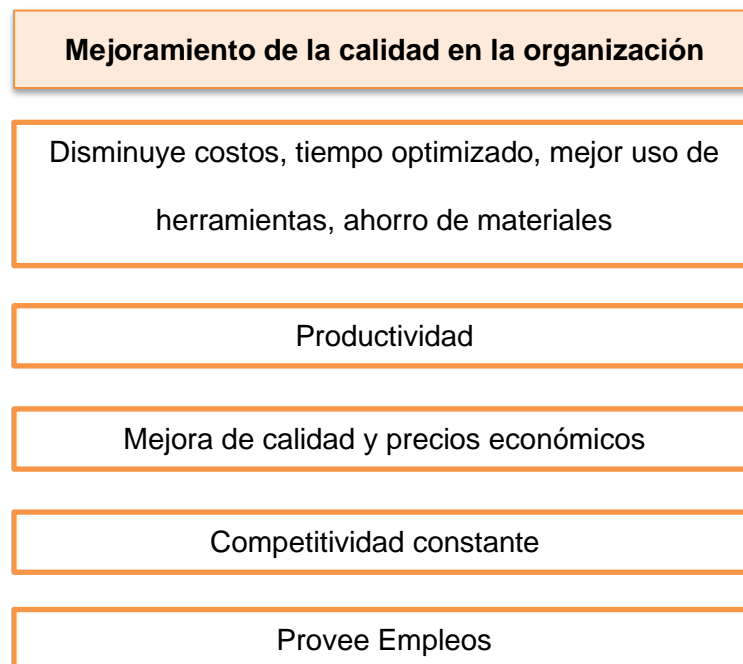 Mejoramiento de la calidad en la organización
Disminuye costos, tiempo optimizado, mejor uso de
herramientas, ahorro de materiales
Productividad
Mejora de calidad y precios económicos
Competitividad constante
Provee Empleos